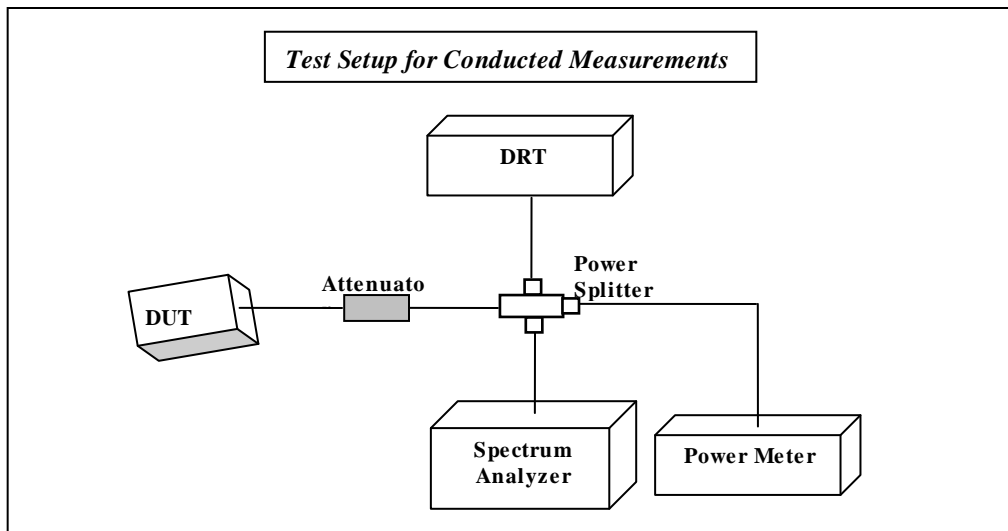 Test Setup for Conducted Measurements
DRT
Power
Splitter
Attenuato
DUT
Spectrum
Analyzer
Power Meter